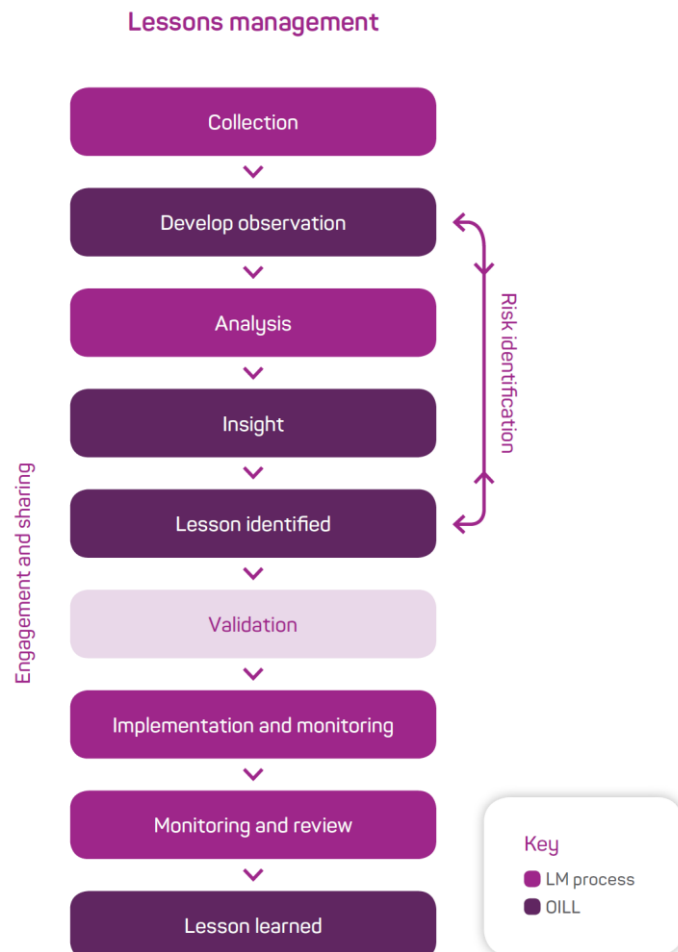 Lessons management
Collection
Develop observation
Analysis
Insight
Lesson identified
Validation
Implementation and monitoring
Monitoring and review
Lesson learned
Engagement and sharing
Risk identification
Key
LM process
OILL